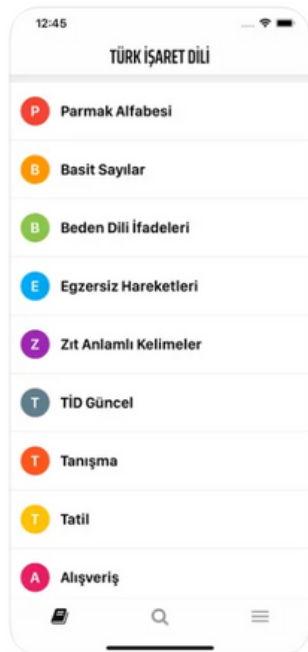 12:45
TÜRK İŞARET DİLİ
P Parmak Alfabesi
B Basit Sayılar
B Beden Dili İfadeleri
E Egzersiz Hareketleri
Z Zıt Anlamlı Kelimeler
T TİD Güncel
T Tanışma
T Tatil
A Alışveriş